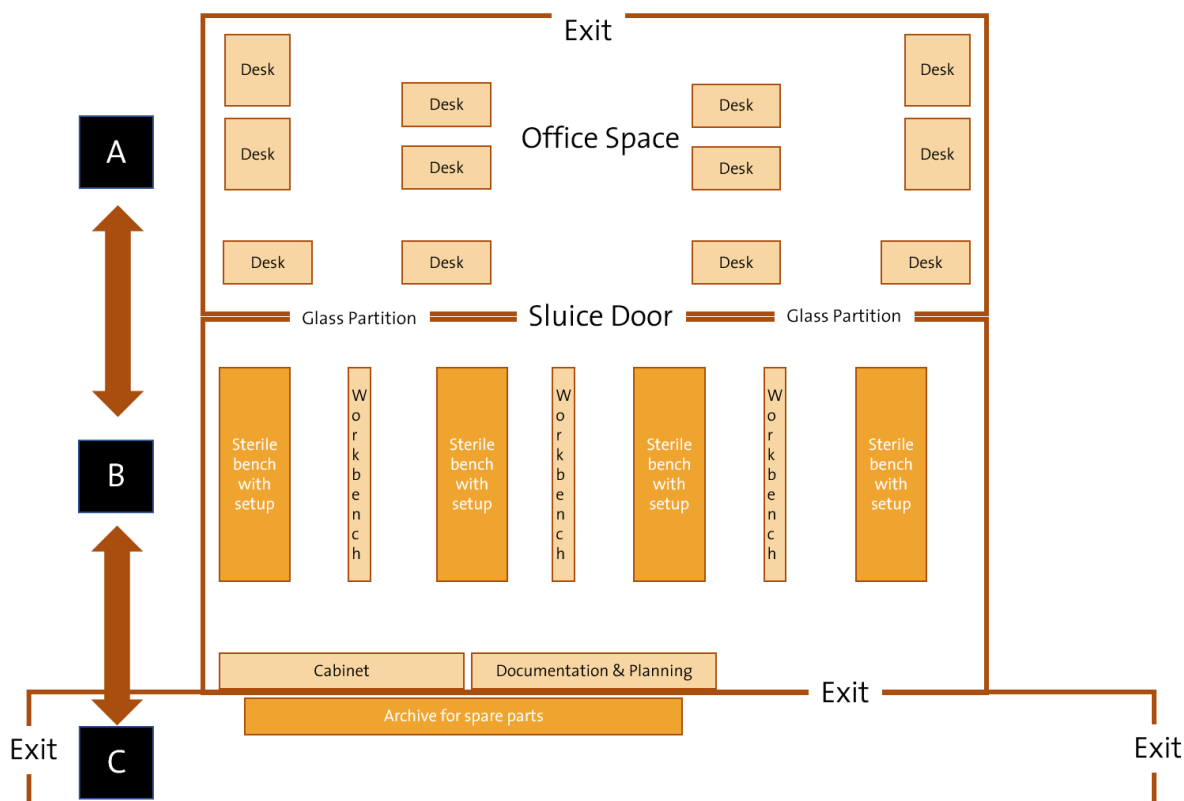 Exit
Desk
Desk
Desk
Desk
Office Space
Desk
Desk
A
Desk
Desk
Desk
Desk
Desk
Desk
Glass Partition
Sluice Door
Glass Partition
Sterile
bench
with
setup
Workbench
Sterile
bench
with
setup
Workbench
Sterile
bench
with
setup
Workbench
Sterile
bench
with
setup
B
Cabinet
Documentation & Planning
Exit
Archive for spare parts
Exit
C
Exit